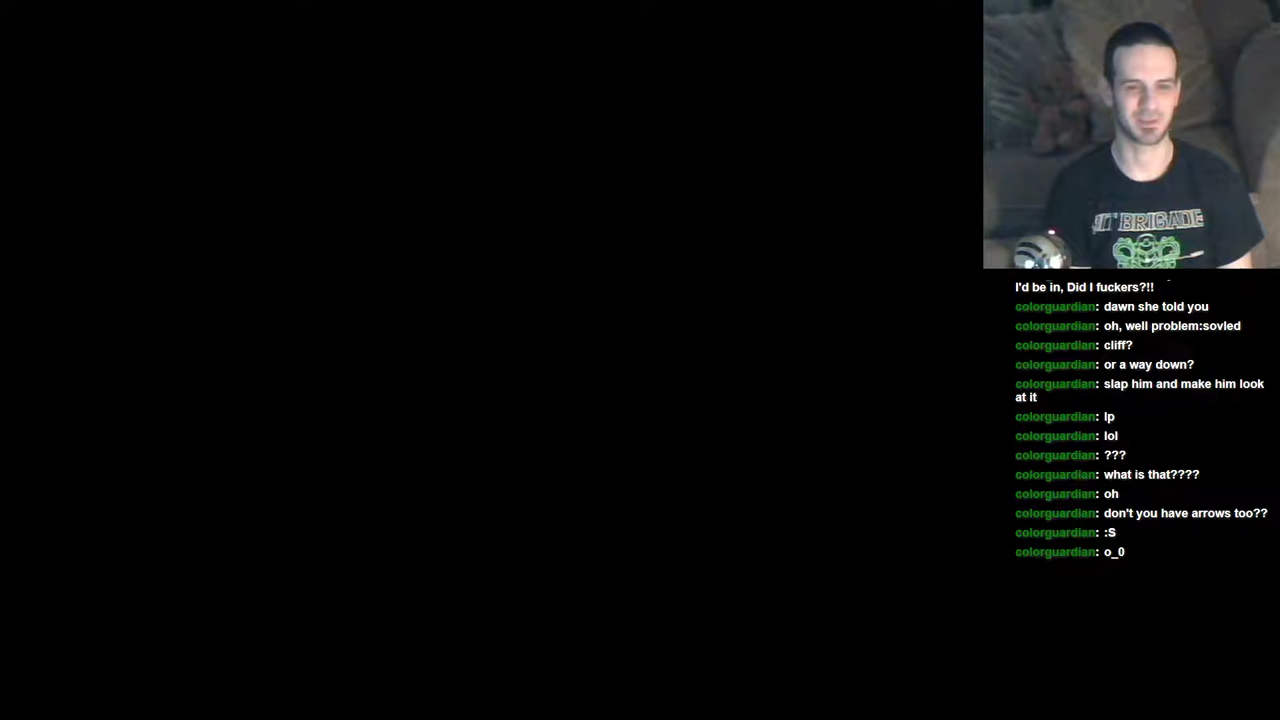 BRIGADE
I'd be in, Did I fuckers?!!
colorguardian: dawn she told you
colorguardian: oh, well problem:sovled
colorguardian: cliff?
colorguardian: or a way down?
colorguardian: slap him and make him look
at it
colorguardian: lp
colorguardian: lol
colorguardian: ???
colorguardian: what is that????
colorguardian: oh
colorguardian: don't you have arrows too??
colorguardian: :S
colorguardian: o_0